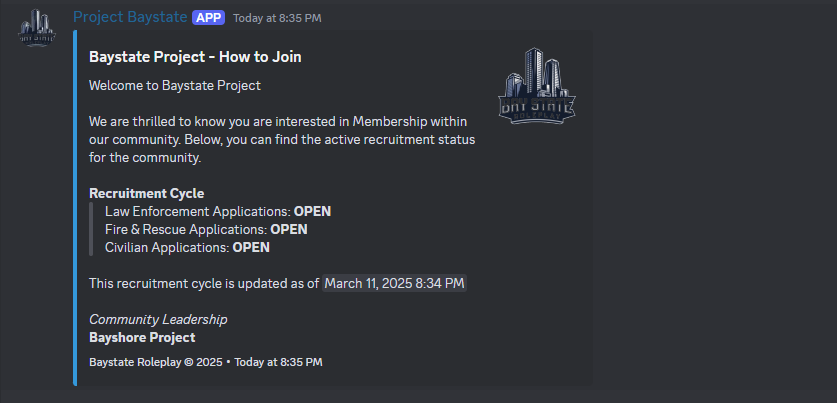 Project Baystate APP Today at 8:35 PM
Baystate Project - How to Join
Welcome to Baystate Project
We are thrilled to know you are interested in Membership within
our community. Below, you can find the active recruitment status
for the community.
Recruitment Cycle
Law Enforcement Applications: OPEN
Fire & Rescue Applications: OPEN
Civilian Applications: OPEN
This recruitment cycle is updated as of March 11, 2025 8:34 PM
Community Leadership
Bayshore Project
Baystate Roleplay © 2025 • Today at 8:35 PM
BAY STATE
ROLEPLAY